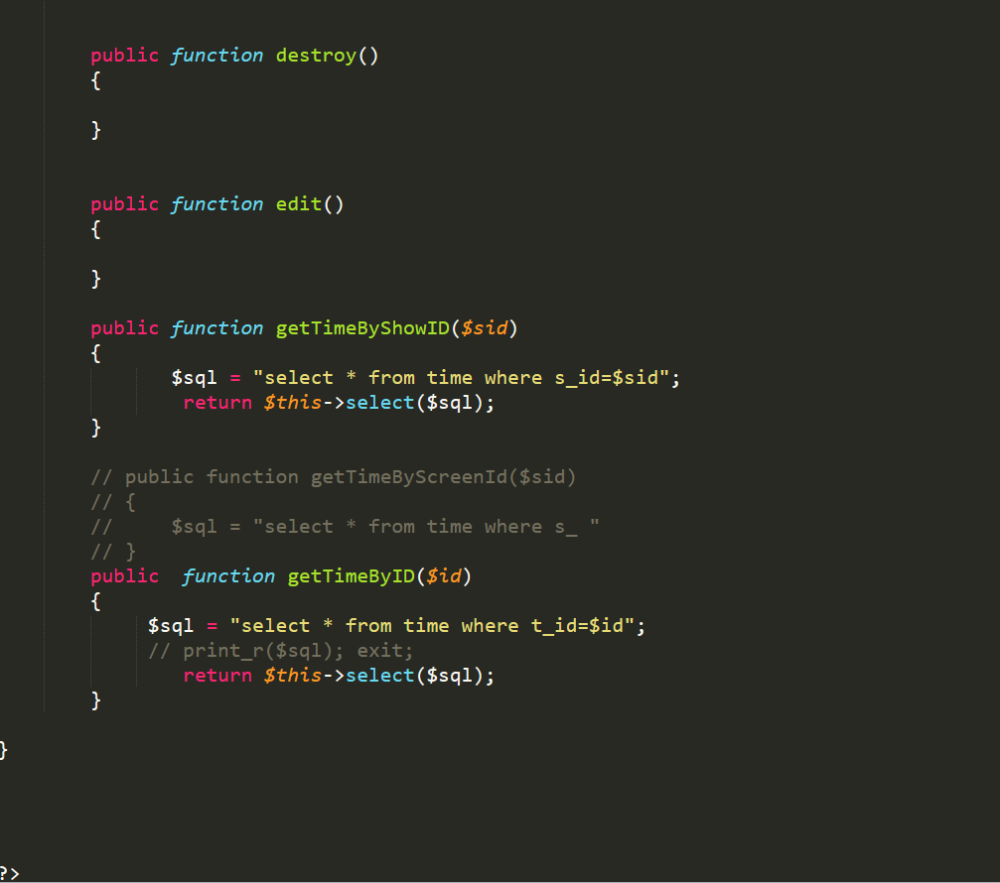 public function destroy()
{
}
public function edit()
{
}
public function getTimeByShowID($sid)
{
$sql = "select * from time where s_id=$sid";
return $this->select($sql);
}
// public function getTimeByScreenId($sid)
// {
//     $sql = "select * from time where s_ "
// }
public  function getTimeByID($id)
{
$sql = "select * from time where t_id=$id";
// print_r($sql); exit;
return $this->select($sql);
}
}
?>